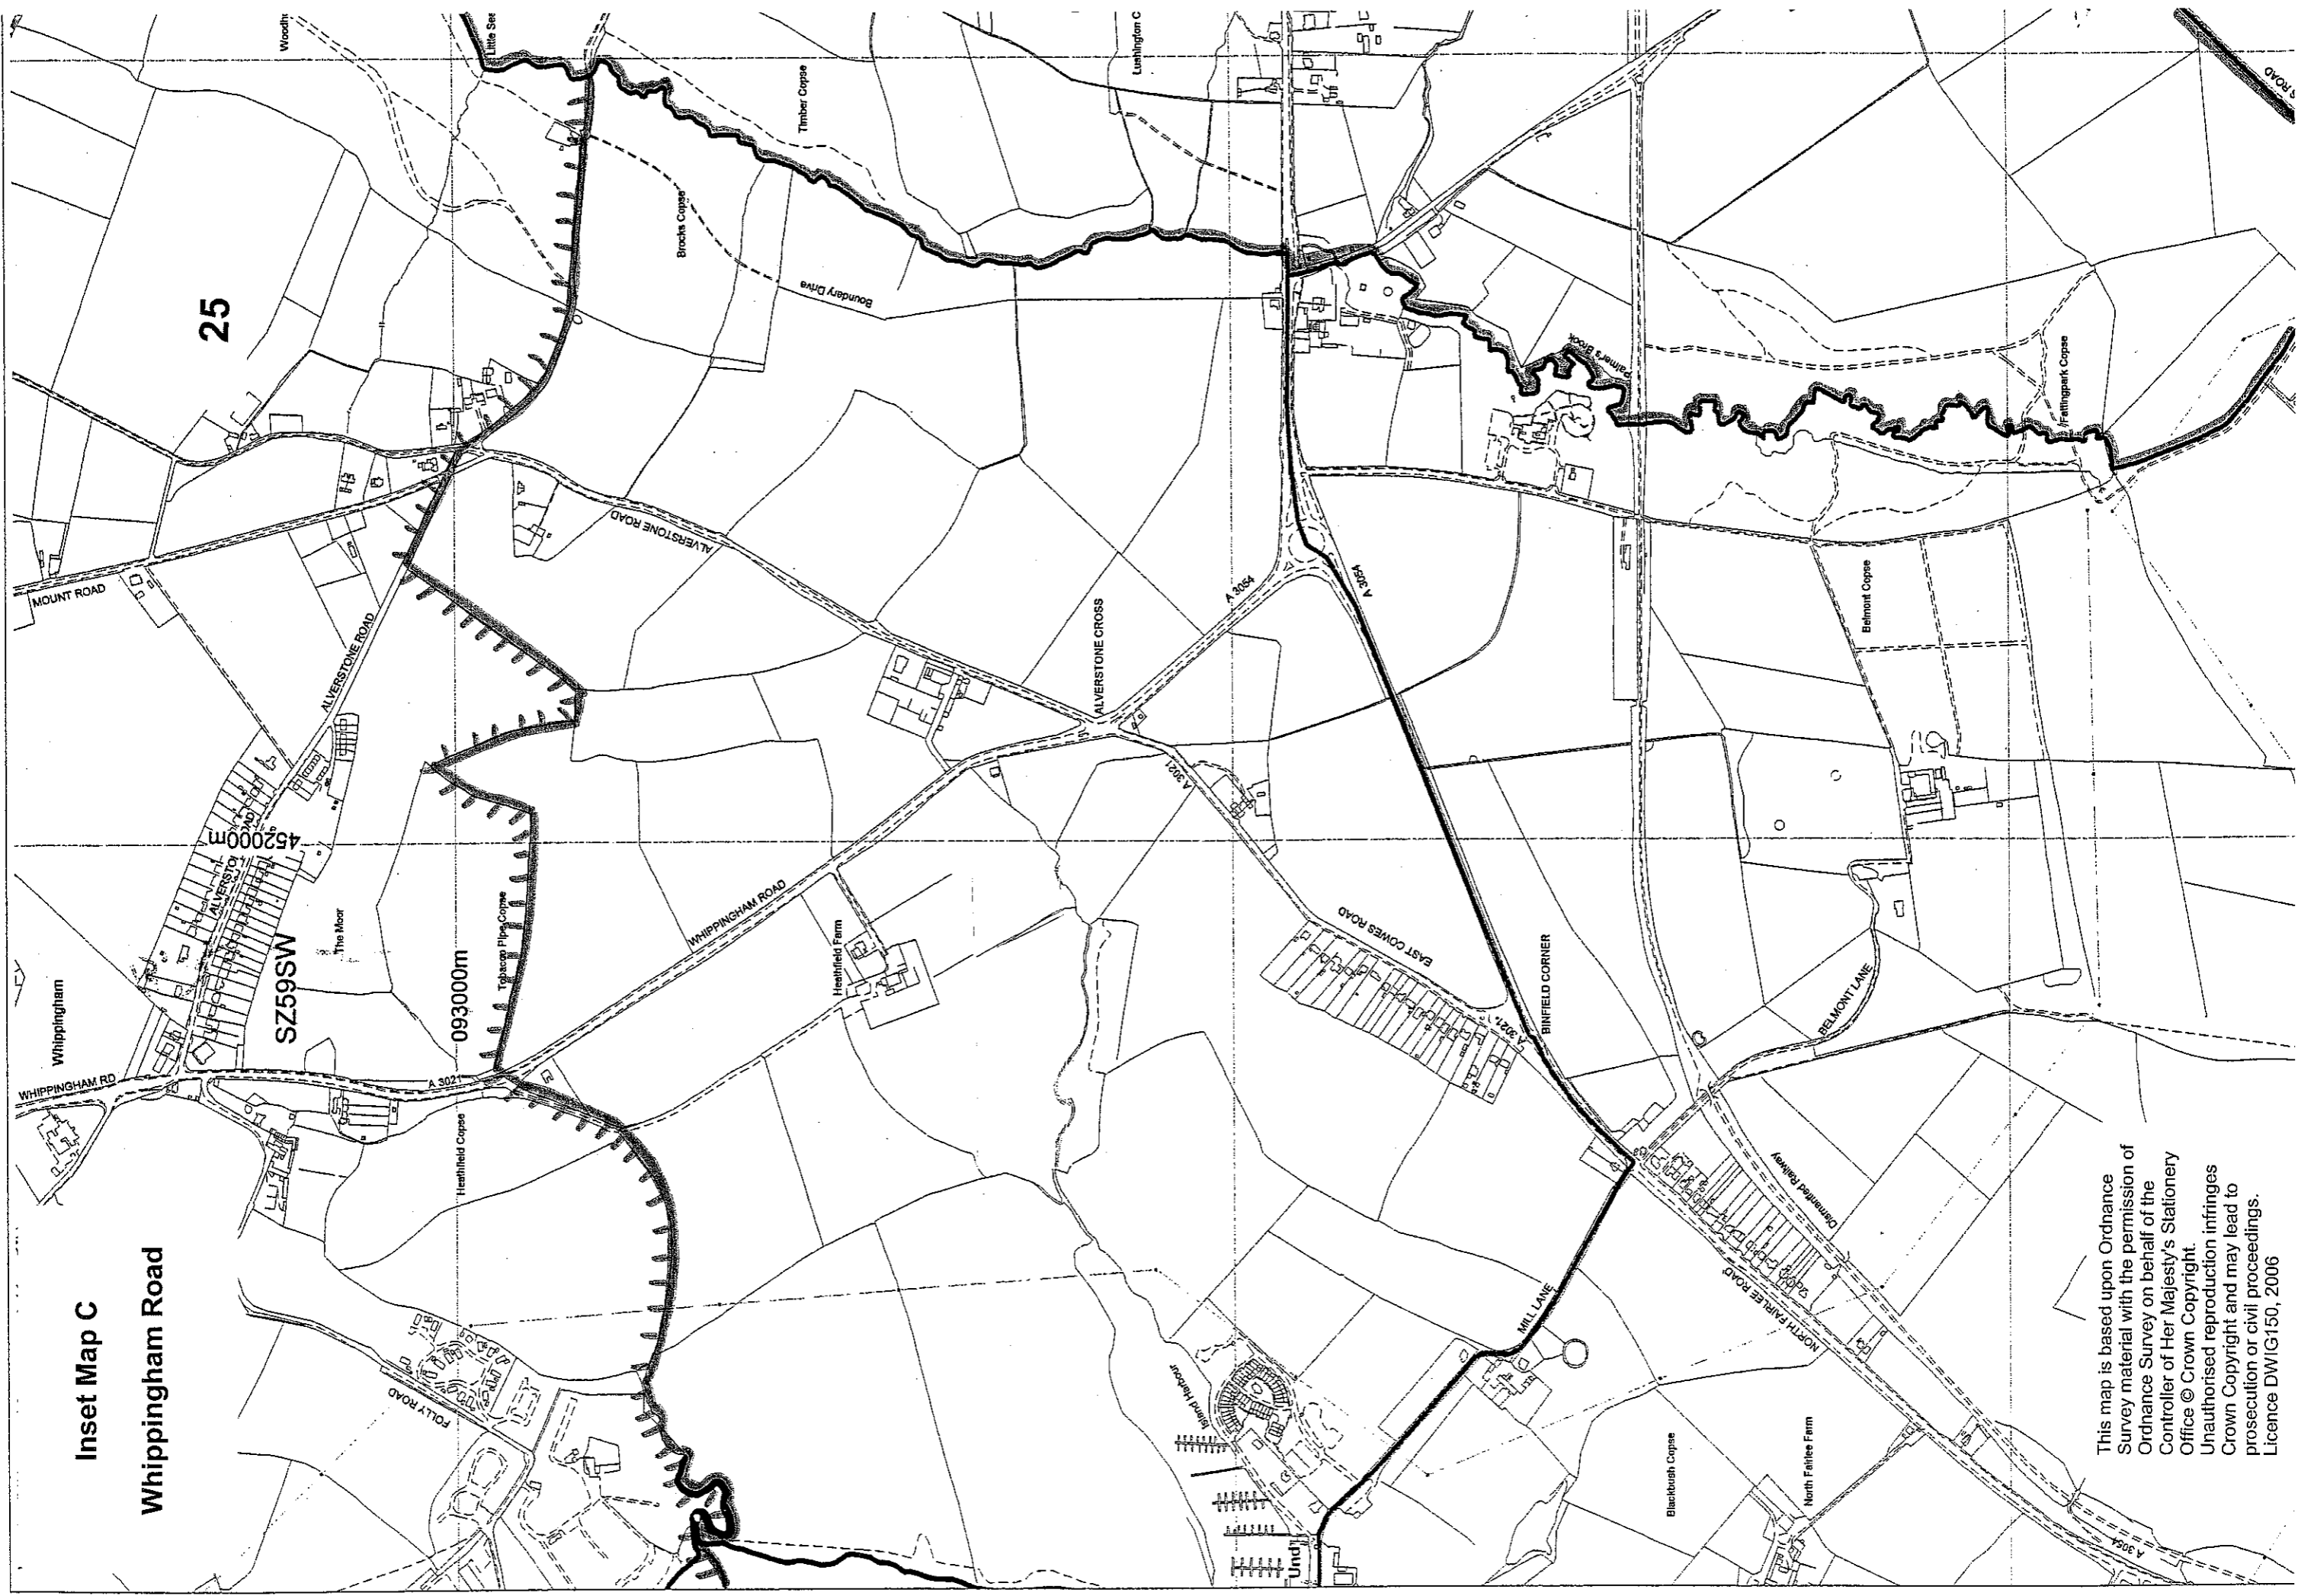 Inset Map C
Whippingham Road
25
Whippingham
WHIPPINGHAM RD
MOUNT ROAD
ALVERSTONE ROAD
452000m
SZ59SW
The Moor
093000m
Tobacco Pipe Copse
A 3021
Heathfield Copse
FOLLY ROAD
WHIPPINGHAM ROAD
Heathfield Farm
ALVERSTONE ROAD
Brocks Copse
Boundary Drive
Timber Copse
ALVERSTONE CROSS
A 3021
A 3054
A 3054
EAST COWES ROAD
A 3021
BINFIELD CORNER
Island Harbour
Und
MILL LANE
NORTH FAIRLEE ROAD
Dismantled Railway
BELMONT LANE
Belmont Copse
Palmer's Brook
Fattingpark Copse
Blackbush Copse
North Fairlee Farm
A 3054
This map is based upon Ordnance
Survey material with the permission of
Ordnance Survey on behalf of the
Controller of Her Majesty's Stationery
Office © Crown Copyright.
Unauthorised reproduction infringes
Crown Copyright and may lead to
prosecution or civil proceedings.
Licence DWIG150, 2006